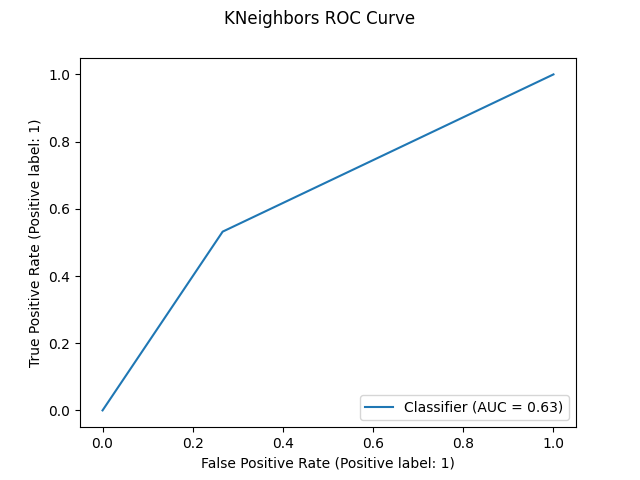 KNeighbors ROC Curve
1.0
0.8
0.6
0.4
0.2
0.0
True Positive Rate (Positive label: 1)
Classifier (AUC = 0.63)
0.0 0.2 0.4 0.6 0.8 1.0
False Positive Rate (Positive label: 1)